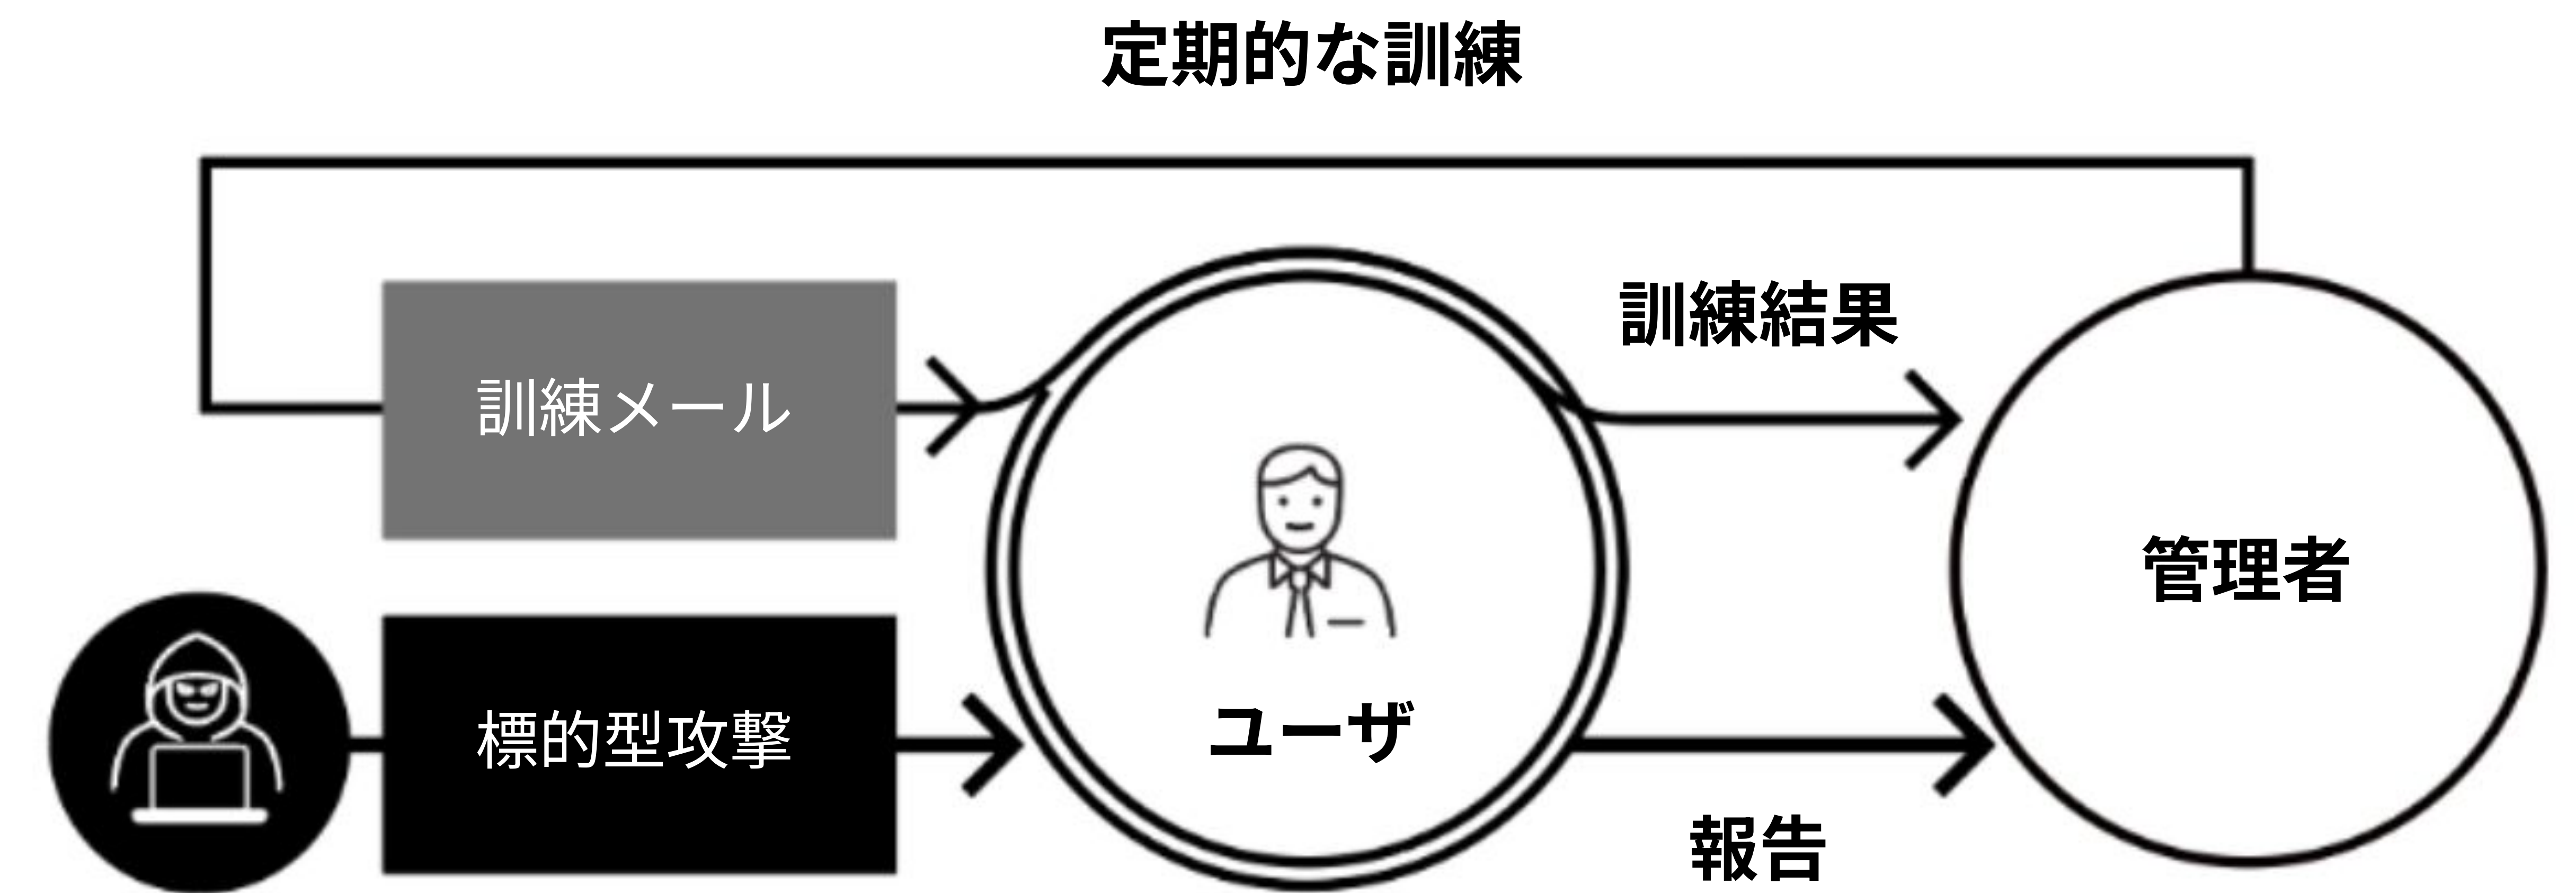 定期的な訓練
訓練結果
訓練メール
管理者
標的型攻撃
ユーザ
報告